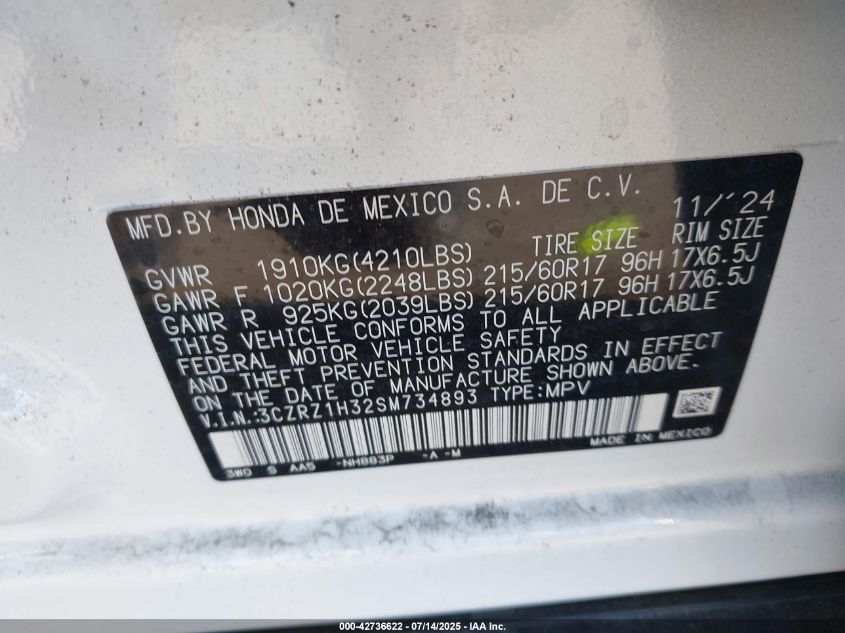 MFD.BY HONDA DE MEXICO S.A. DE C.V. 11/'24
TIRE SIZE RIM SIZE
GVWR 1910KG(4210LBS)
GAWR F 1020KG(2248LBS) 215/60R17 96H 17X6.5J
GAWR R 925KG(2039LBS) 215/60R17 96H 17X6.5J
THIS VEHICLE CONFORMS TO ALL APPLICABLE
FEDERAL MOTOR VEHICLE SAFETY
AND THEFT PREVENTION STANDARDS IN EFFECT
ON THE DATE OF MANUFACTURE SHOWN ABOVE.
V.I.N.:3CZRZ1H32SM734893 TYPE:MPV
MADE IN MEXICO
3W0 S AA5 -NH883P -A -M
000-42736622 - 07/14/2025 - IAA Inc.